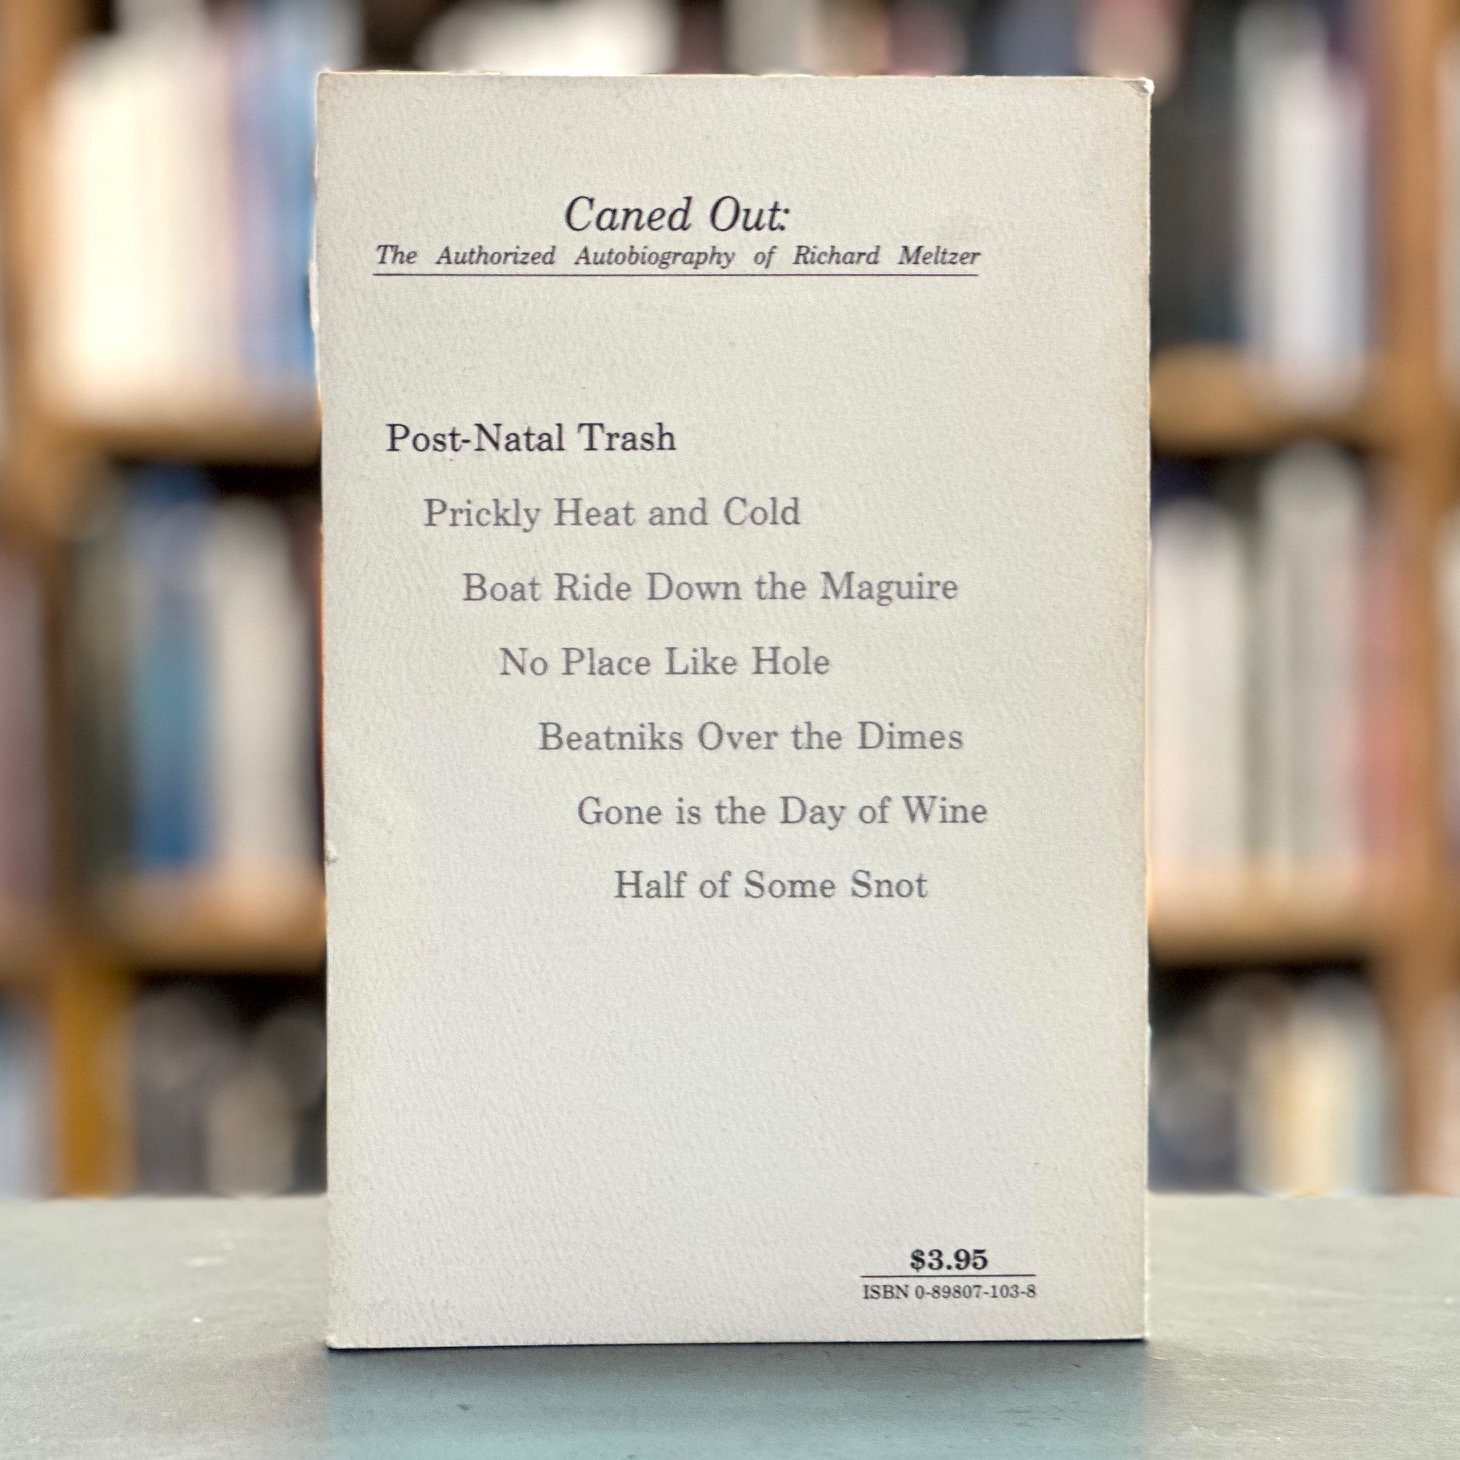 Caned Out:
The Authorized Autobiography of Richard Meltzer
Post-Natal Trash
Prickly Heat and Cold
Boat Ride Down the Maguire
No Place Like Hole
Beatniks Over the Dimes
Gone is the Day of Wine
Half of Some Snot
$3.95
ISBN 0-89807-103-8